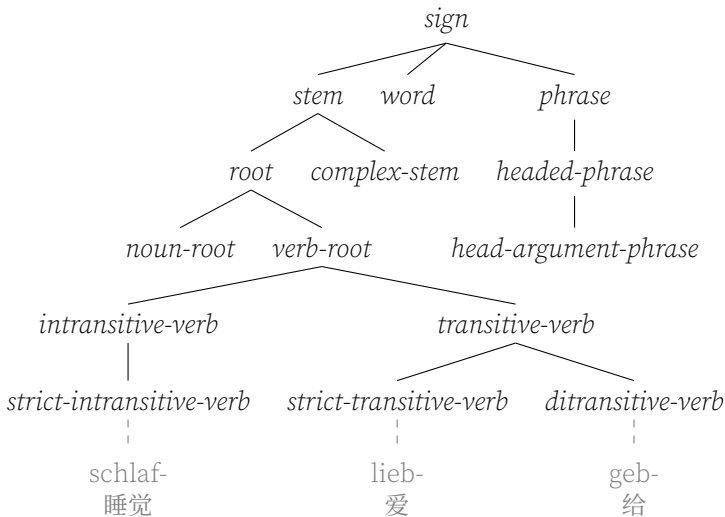 sign
stem word phrase
root complex-stem headed-phrase
noun-root verb-root head-argument-phrase
intransitive-verb transitive-verb
strict-intransitive-verb strict-transitive-verb ditransitive-verb
schlaf- lieb- geb-
睡觉 爱 给